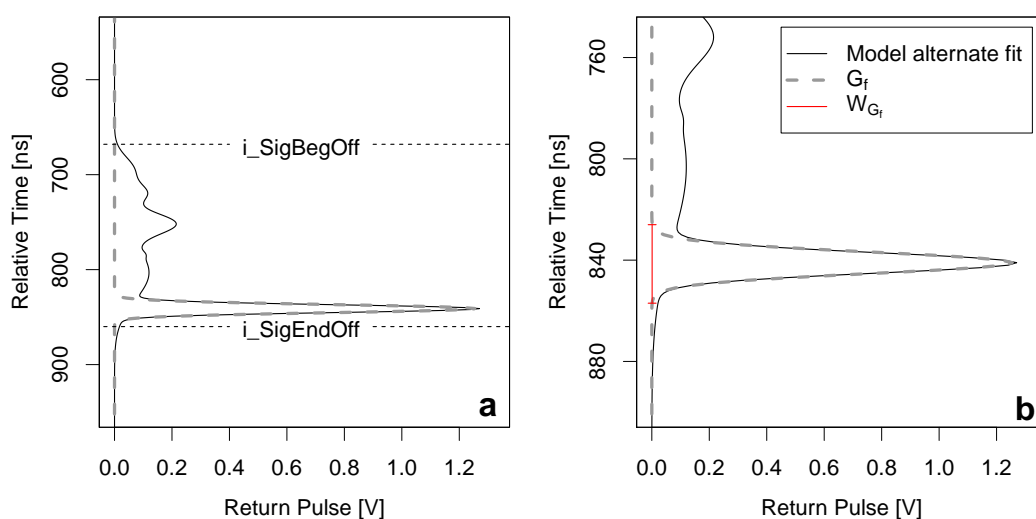 Relative Time [ns]
600
700
800
900
i_SigBegOff
i_SigEndOff
a
0.0 0.2 0.4 0.6 0.8 1.0 1.2
Return Pulse [V]
Relative Time [ns]
760
800
840
880
Model alternate fit
Gf
WGf
b
0.0 0.2 0.4 0.6 0.8 1.0 1.2
Return Pulse [V]